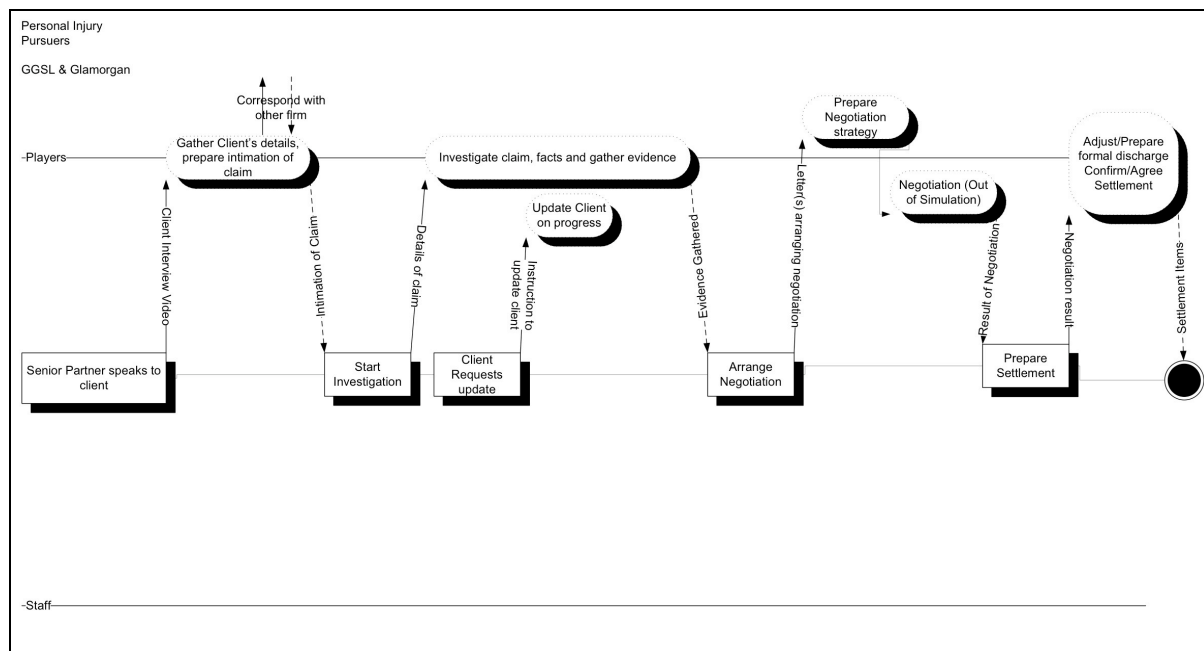 Personal Injury
Pursuers
GGSL & Glamorgan
Correspond with
other firm
Gather Client's details,
prepare intimation of
claim
Prepare
Negotiation
strategy
Players
Investigate claim, facts and gather evidence
Adjust/Prepare
formal discharge
Confirm/Agree
Settlement
Update Client
on progress
Negotiation (Out
of Simulation)
Client Interview Video
Intimation of Claim
Details of claim
Instruction to
update client
Evidence Gathered
Letter(s) arranging negotiation
Result of Negotiation
Negotiation result
Settlement Items
Senior Partner speaks to
client
Start
Investigation
Client
Requests
update
Arrange
Negotiation
Prepare
Settlement
Staff